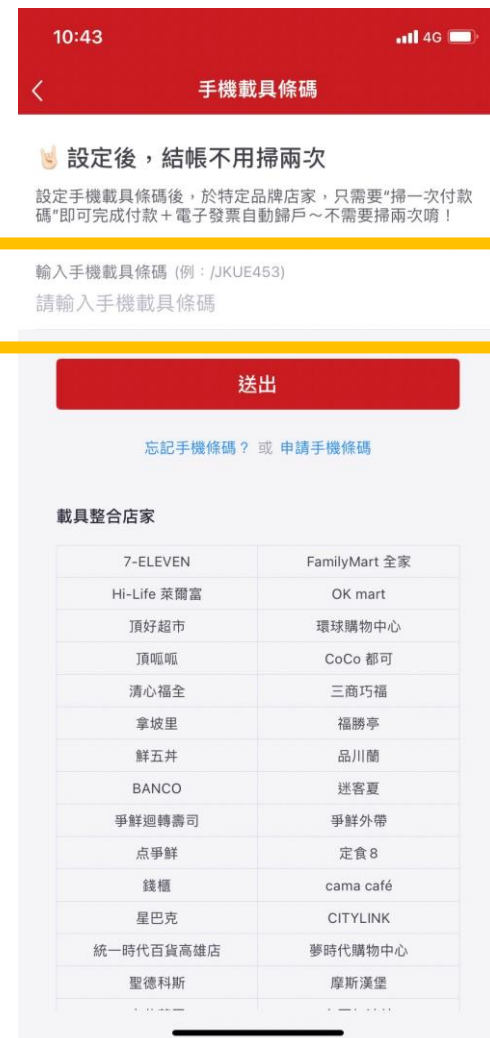 10:43
4G
手機載具條碼
設定後，結帳不用掃兩次
設定手機載具條碼後，於特定品牌店家，只需要“掃一次付款
碼”即可完成付款＋電子發票自動歸戶～不需要掃兩次唷！
輸入手機載具條碼 (例：/JKUE453)
請輸入手機載具條碼
送出
忘記手機條碼？ 或 申請手機條碼
載具整合店家
7-ELEVEN FamilyMart 全家
Hi-Life 萊爾富 OK mart
頂好超市 環球購物中心
頂呱呱 CoCo 都可
清心福全 三商巧福
拿坡里 福勝亭
鮮五丼 品川蘭
BANCO 迷客夏
爭鮮迴轉壽司 爭鮮外帶
点爭鮮 定食8
錢櫃 cama café
星巴克 CITYLINK
統一時代百貨高雄店 夢時代購物中心
聖德科斯 摩斯漢堡